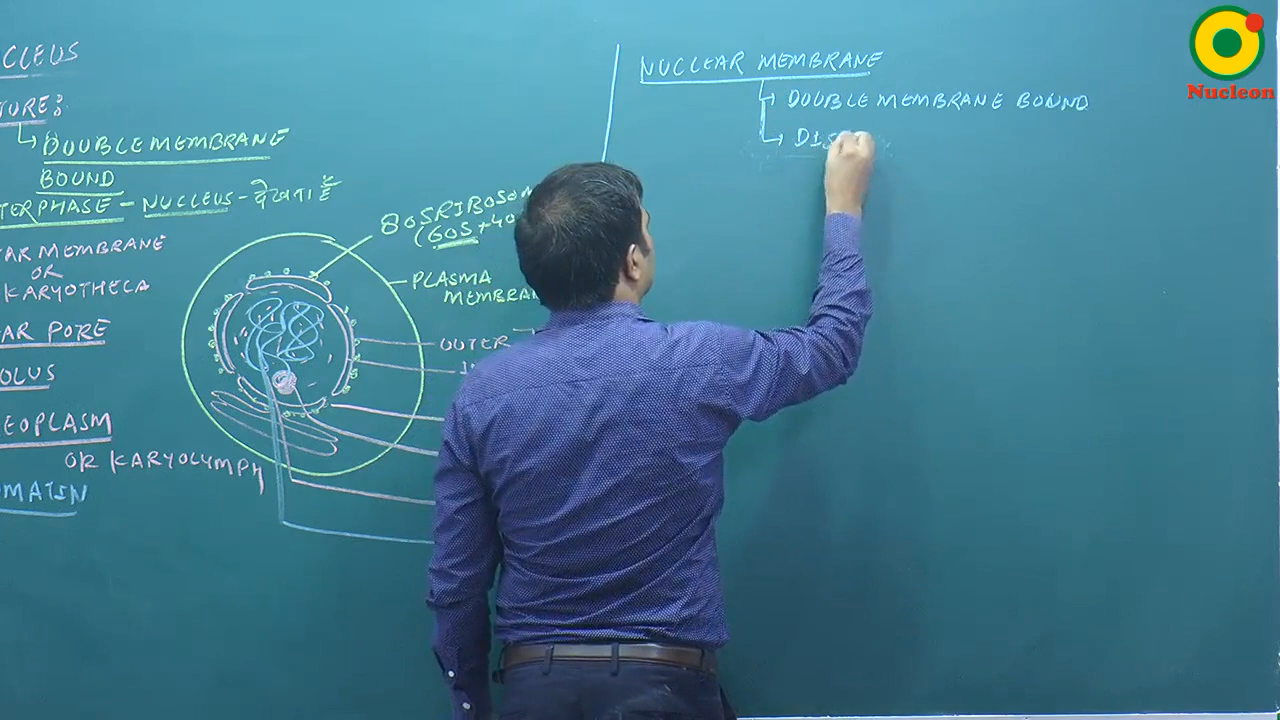 CLEUS
TURE:
DOUBLE MEMBRANE
BOUND
TERPHASE - NUCLEUS - देखता है
AR MEMBRANE
OR
KARYOTHECA
AR PORE
OLUS
EOPLASM
OR KARYOLYMPH
MATIN
80S RIBOSOM
(60S + 40
PLASMA
MEMBRAN
OUTER
NUCLEAR MEMBRANE
DOUBLE MEMBRANE BOUND
DIS
Nucleon